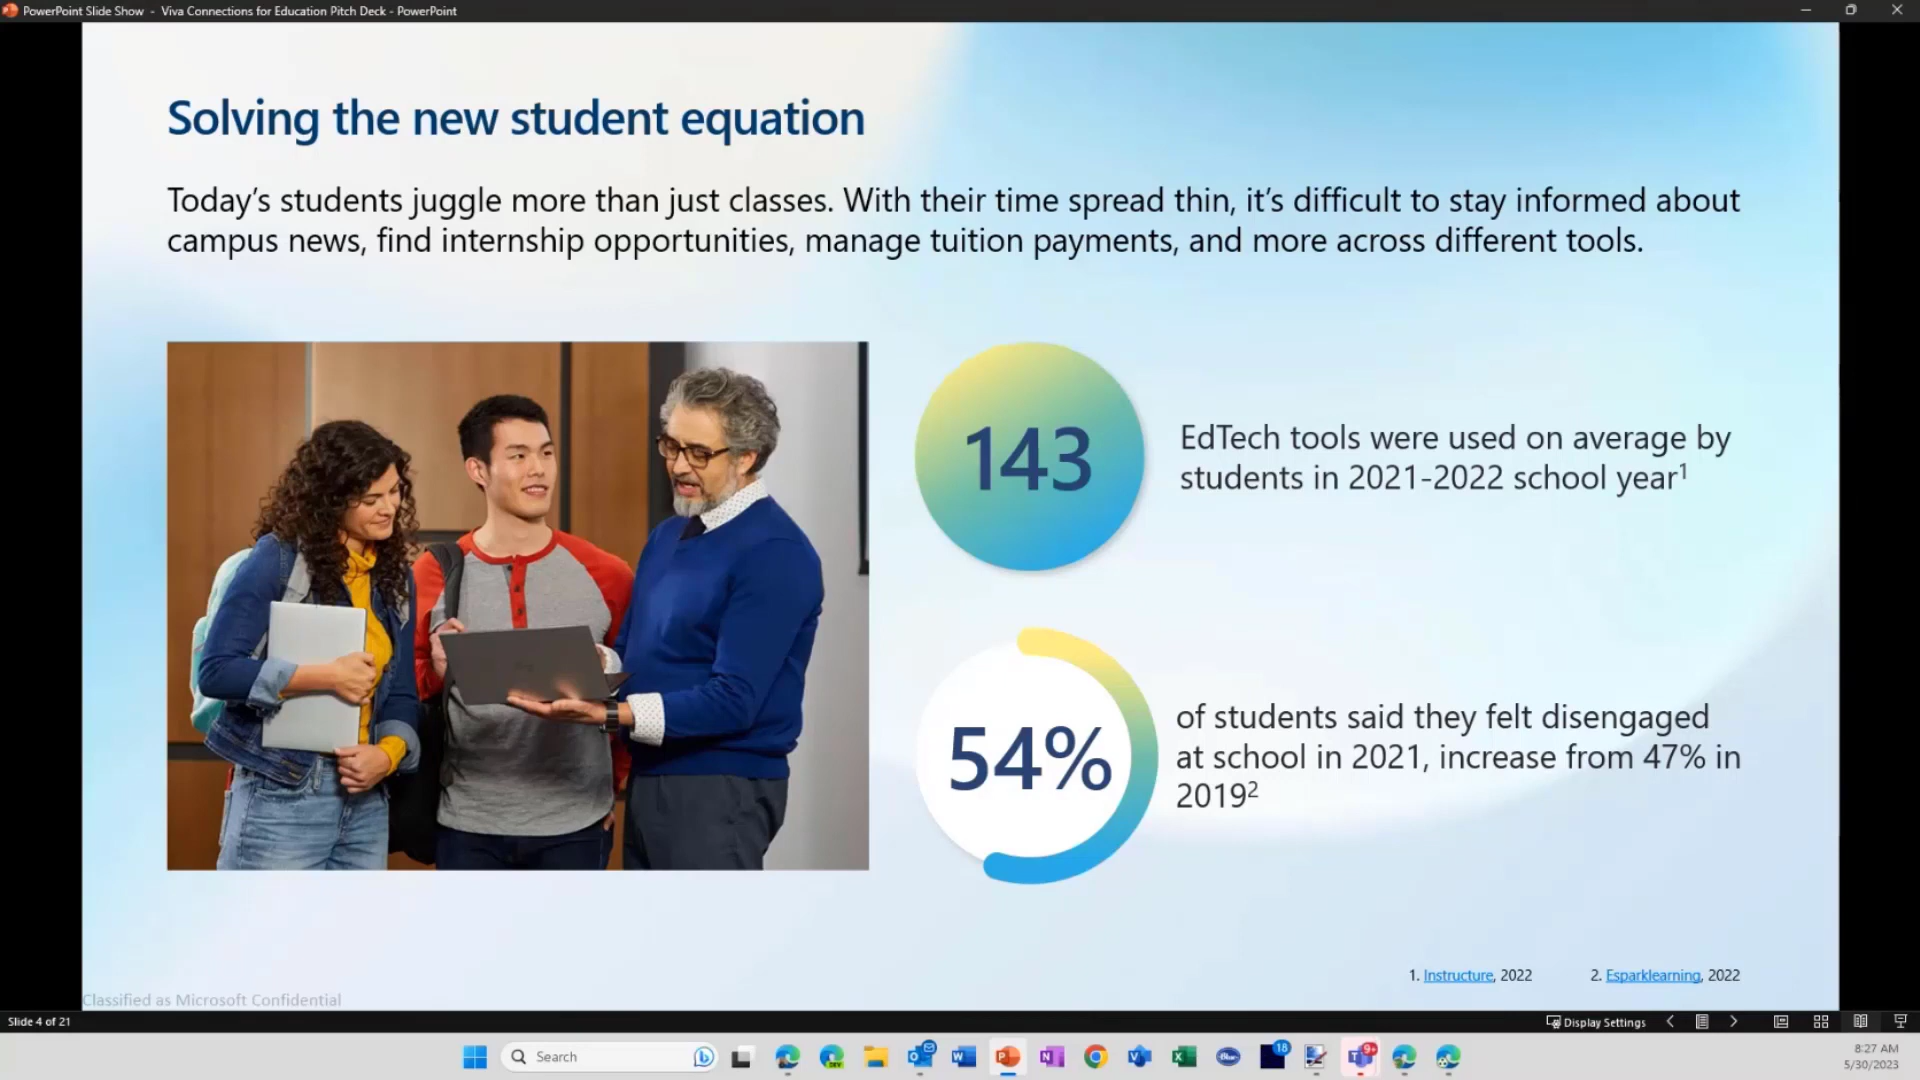 PowerPoint Slide Show - Viva Connections for Education Pitch Deck - PowerPoint
Solving the new student equation
Today's students juggle more than just classes. With their time spread thin, it's difficult to stay informed about
campus news, find internship opportunities, manage tuition payments, and more across different tools.
143
EdTech tools were used on average by
students in 2021-2022 school year¹
54%
of students said they felt disengaged
at school in 2021, increase from 47% in
2019²
1. Instructure, 2022
2. Esparklearning, 2022
Classified as Microsoft Confidential
Slide 4 of 21
Display Settings
Search
DEV
18
9+
8:27 AM
5/30/2023